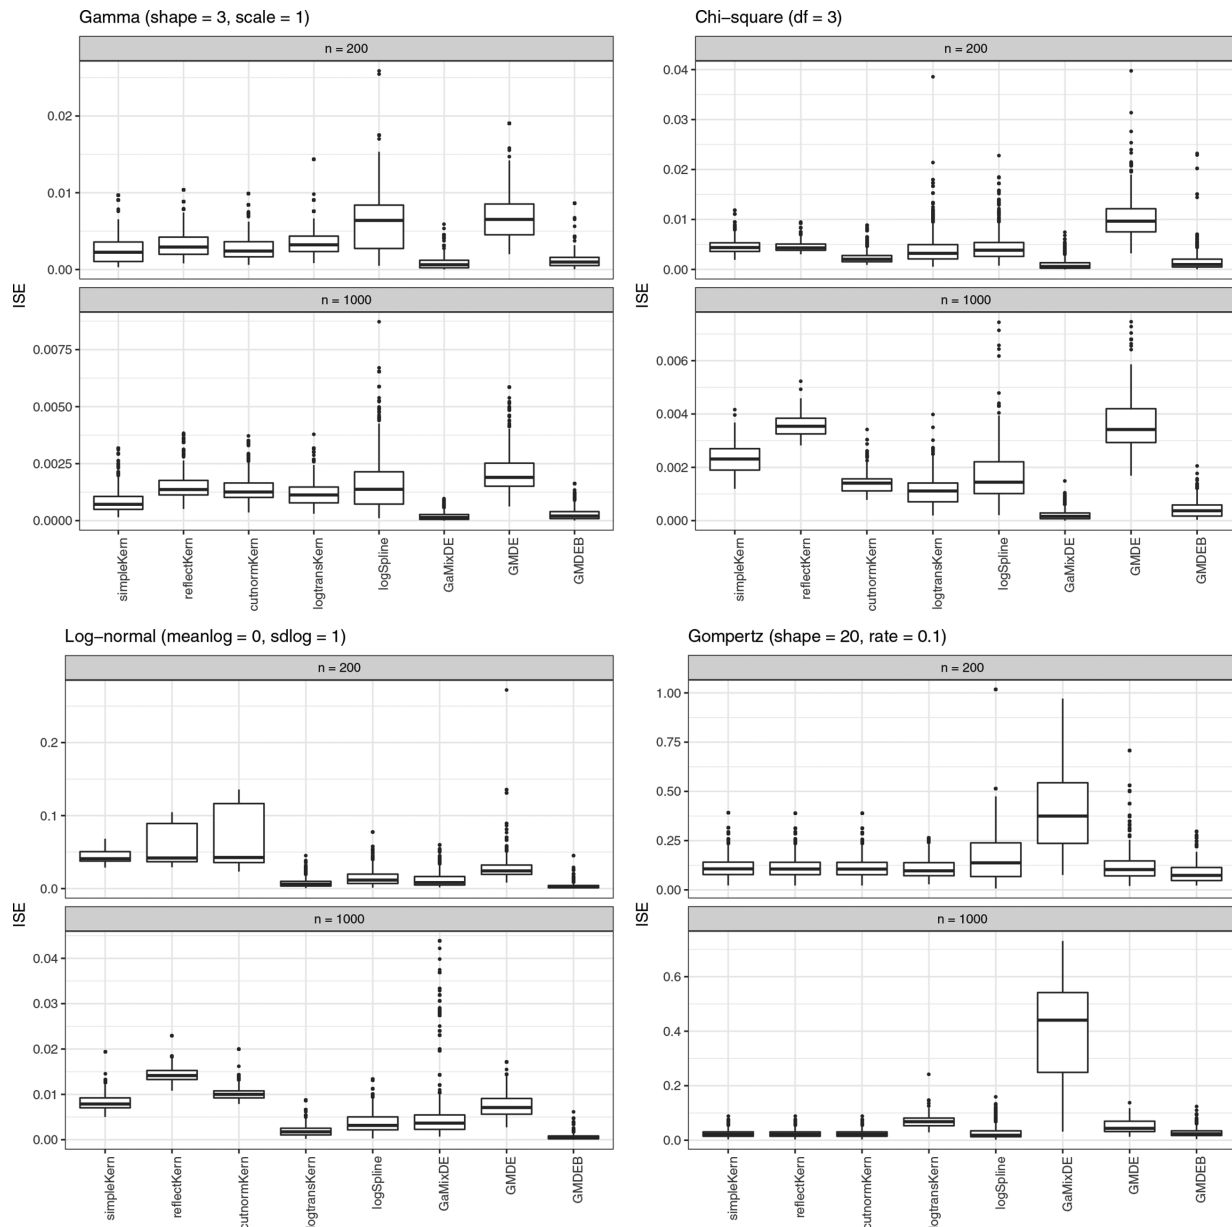 Gamma (shape = 3, scale = 1)
n = 200
0.02
0.01
0.00
ISE
n = 1000
0.0075
0.0050
0.0025
0.0000
simpleKern
reflectKern
cutnormKern
logtransKern
logSpline
GaMixDE
GMDE
GMDEB
Chi−square (df = 3)
n = 200
0.04
0.03
0.02
0.01
0.00
ISE
n = 1000
0.006
0.004
0.002
0.000
simpleKern
reflectKern
cutnormKern
logtransKern
logSpline
GaMixDE
GMDE
GMDEB
Log−normal (meanlog = 0, sdlog = 1)
n = 200
0.2
0.1
0.0
ISE
n = 1000
0.04
0.03
0.02
0.01
0.00
simpleKern
reflectKern
cutnormKern
logtransKern
logSpline
GaMixDE
GMDE
GMDEB
Gompertz (shape = 20, rate = 0.1)
n = 200
1.00
0.75
0.50
0.25
0.00
ISE
n = 1000
0.6
0.4
0.2
0.0
simpleKern
reflectKern
cutnormKern
logtransKern
logSpline
GaMixDE
GMDE
GMDEB